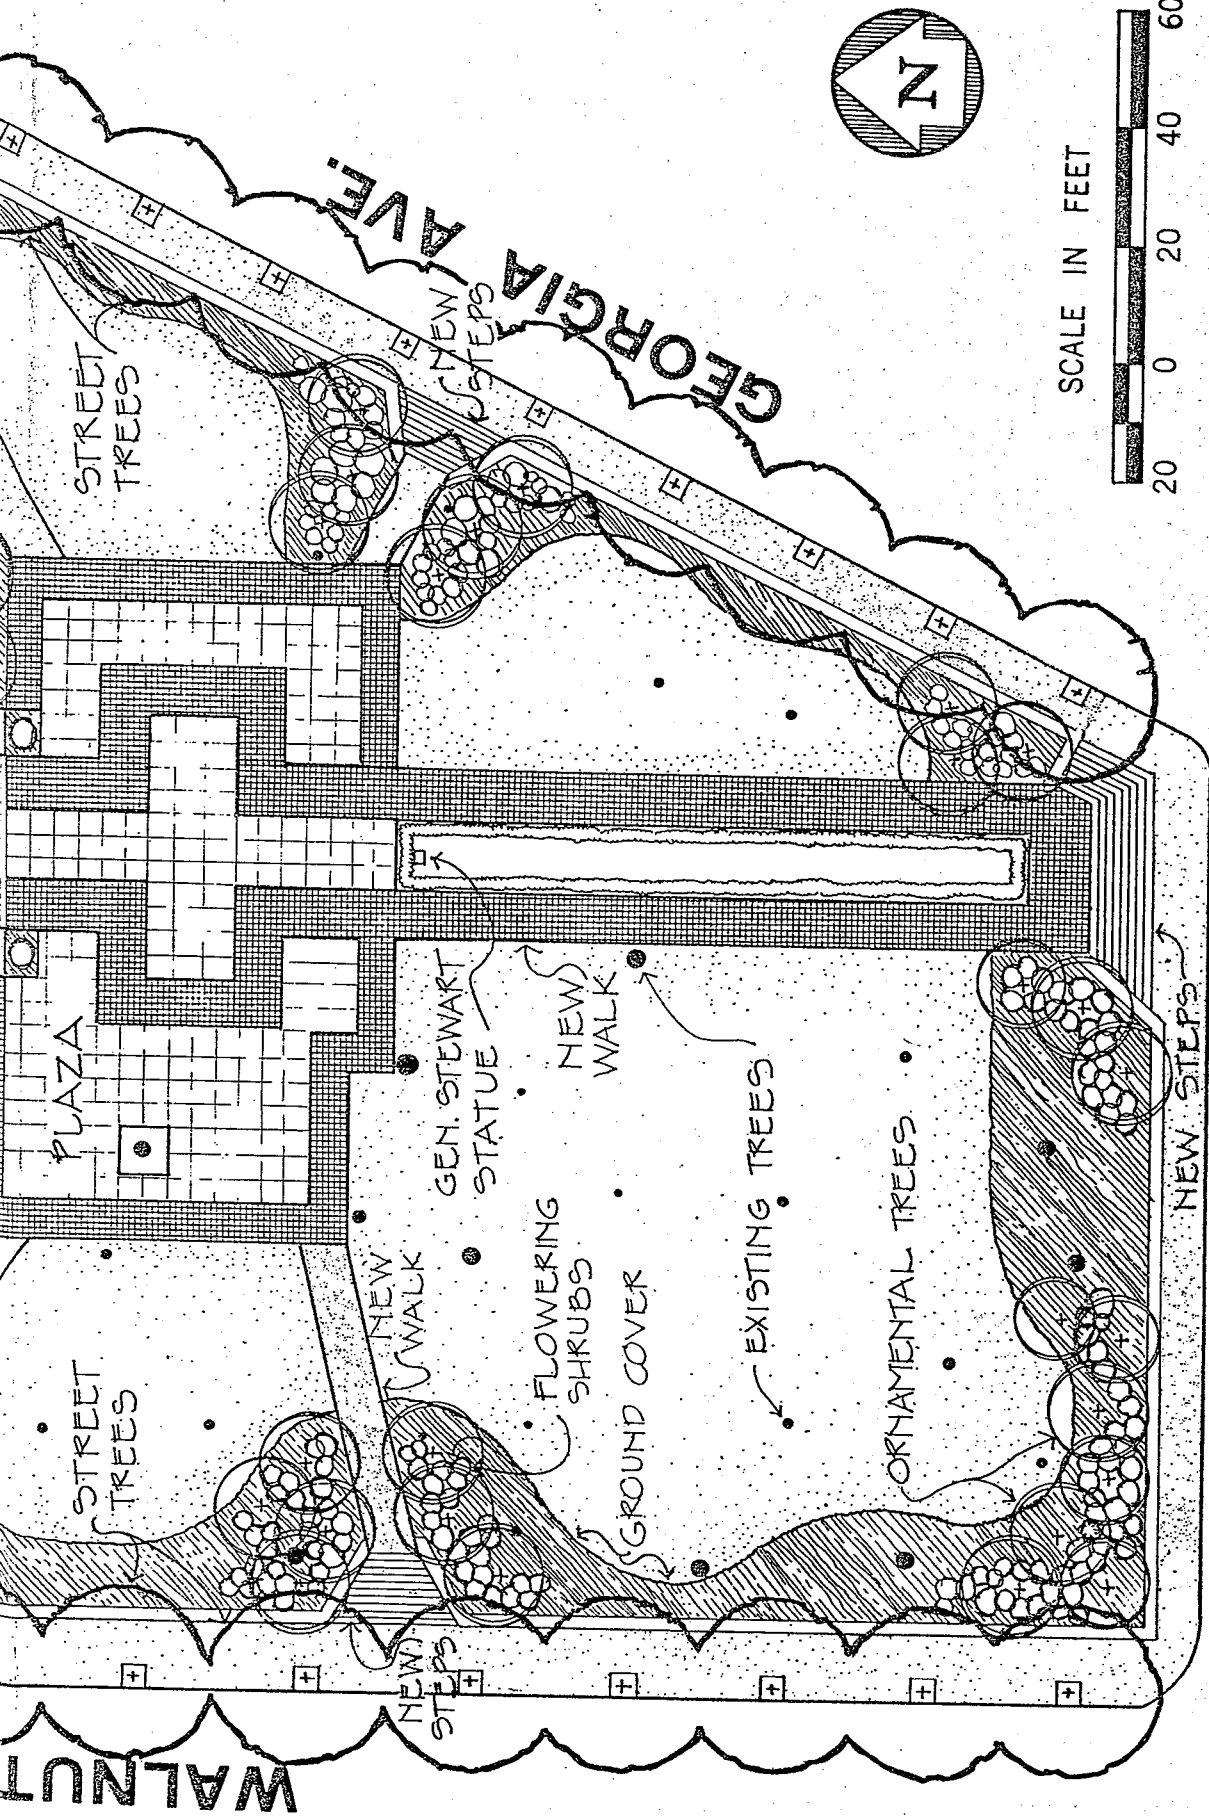 GEORGIA AVE.
N
SCALE IN FEET
20 0 20 40 60
STREET
TREES
NEW
STEPS
PLAZA
GEN. STEWART
STATUE
NEW
WALK
EXISTING TREES
ORNAMENTAL TREES
NEW STEPS
NEW
WALK
FLOWERING
SHRUBS
GROUND COVER
STREET
TREES
NEW
STEPS
WALNUT